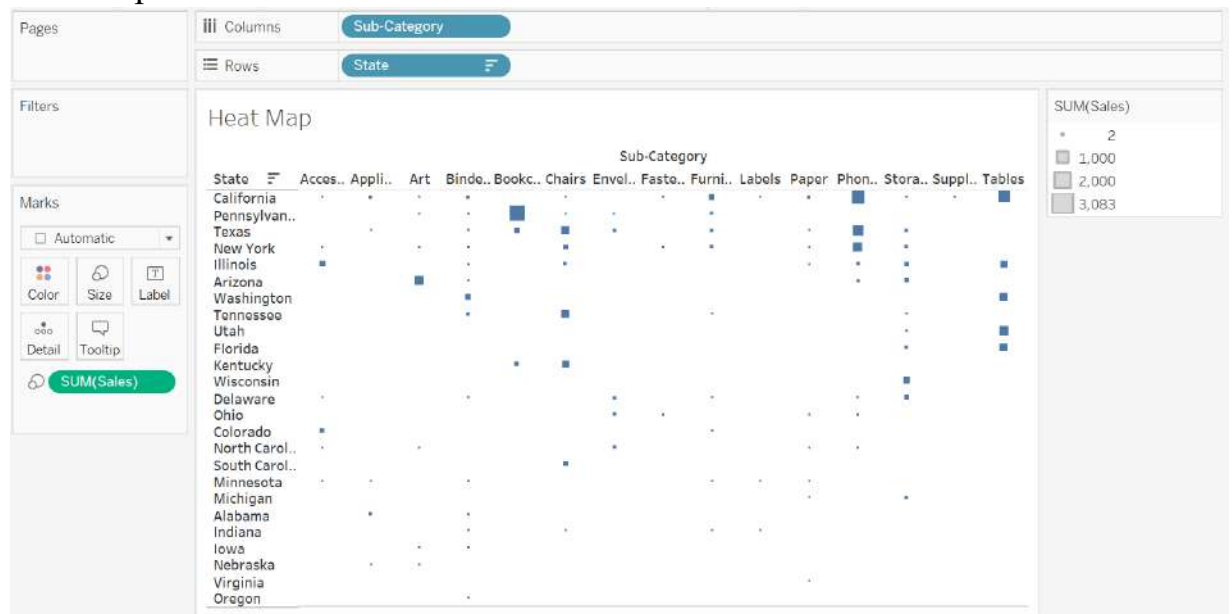 Pages
Columns
Sub-Category
Rows
State
Filters
Heat Map
SUM(Sales)
2
1,000
2,000
3,083
Marks
Automatic
Color
Size
Label
Detail
Tooltip
SUM(Sales)
Sub-Category
State Acces.. Appli.. Art Binde.. Bookc.. Chairs Envel.. Faste.. Furni.. Labels Paper Phon.. Stora.. Suppl.. Tables
California
Pennsylvan..
Texas
New York
Illinois
Arizona
Washington
Tennessee
Utah
Florida
Kentucky
Wisconsin
Delaware
Ohio
Colorado
North Carol..
South Carol..
Minnesota
Michigan
Alabama
Indiana
Iowa
Nebraska
Virginia
Oregon